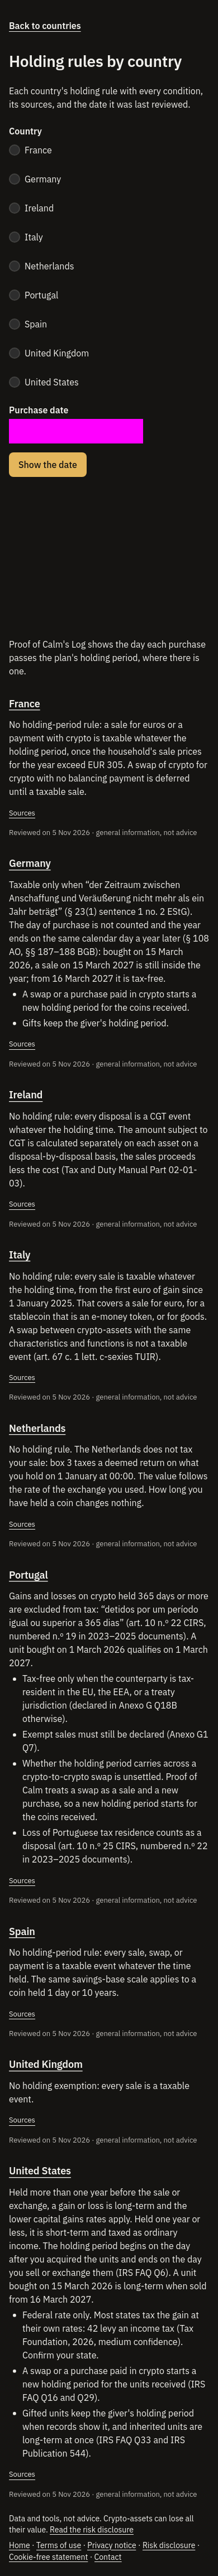 Back to countries
Holding rules by country
Each country's holding rule with every condition,
its sources, and the date it was last reviewed.
Country
France
Germany
Ireland
Italy
Netherlands
Portugal
Spain
United Kingdom
United States
Purchase date
Show the date
Proof of Calm's Log shows the day each purchase
passes the plan's holding period, where there is
one.
France
No holding-period rule: a sale for euros or a
payment with crypto is taxable whatever the
holding period, once the household's sale prices
for the year exceed EUR 305. A swap of crypto for
crypto with no balancing payment is deferred
until a taxable sale.
Sources
Reviewed on 5 Nov 2026 · general information, not advice
Germany
Taxable only when “der Zeitraum zwischen
Anschaffung und Veräußerung nicht mehr als ein
Jahr beträgt” (§ 23(1) sentence 1 no. 2 EStG).
The day of purchase is not counted and the year
ends on the same calendar day a year later (§ 108
AO, §§ 187–188 BGB): bought on 15 March
2026, a sale on 15 March 2027 is still inside the
year; from 16 March 2027 it is tax-free.
• A swap or a purchase paid in crypto starts a
new holding period for the coins received.
• Gifts keep the giver's holding period.
Sources
Reviewed on 5 Nov 2026 · general information, not advice
Ireland
No holding rule: every disposal is a CGT event
whatever the holding time. The amount subject to
CGT is calculated separately on each asset on a
disposal-by-disposal basis, the sales proceeds
less the cost (Tax and Duty Manual Part 02-01-
03).
Sources
Reviewed on 5 Nov 2026 · general information, not advice
Italy
No holding rule: every sale is taxable whatever
the holding time, from the first euro of gain since
1 January 2025. That covers a sale for euro, for a
stablecoin that is an e-money token, or for goods.
A swap between crypto-assets with the same
characteristics and functions is not a taxable
event (art. 67 c. 1 lett. c-sexies TUIR).
Sources
Reviewed on 5 Nov 2026 · general information, not advice
Netherlands
No holding rule. The Netherlands does not tax
your sale: box 3 taxes a deemed return on what
you hold on 1 January at 00:00. The value follows
the rate of the exchange you used. How long you
have held a coin changes nothing.
Sources
Reviewed on 5 Nov 2026 · general information, not advice
Portugal
Gains and losses on crypto held 365 days or more
are excluded from tax: “detidos por um período
igual ou superior a 365 dias” (art. 10 n.º 22 CIRS,
numbered n.º 19 in 2023–2025 documents). A
unit bought on 1 March 2026 qualifies on 1 March
2027.
• Tax-free only when the counterparty is tax-
resident in the EU, the EEA, or a treaty
jurisdiction (declared in Anexo G Q18B
otherwise).
• Exempt sales must still be declared (Anexo G1
Q7).
• Whether the holding period carries across a
crypto-to-crypto swap is unsettled. Proof of
Calm treats a swap as a sale and a new
purchase, so a new holding period starts for
the coins received.
• Loss of Portuguese tax residence counts as a
disposal (art. 10 n.º 25 CIRS, numbered n.º 22
in 2023–2025 documents).
Sources
Reviewed on 5 Nov 2026 · general information, not advice
Spain
No holding-period rule: every sale, swap, or
payment is a taxable event whatever the time
held. The same savings-base scale applies to a
coin held 1 day or 10 years.
Sources
Reviewed on 5 Nov 2026 · general information, not advice
United Kingdom
No holding exemption: every sale is a taxable
event.
Sources
Reviewed on 5 Nov 2026 · general information, not advice
United States
Held more than one year before the sale or
exchange, a gain or loss is long-term and the
lower capital gains rates apply. Held one year or
less, it is short-term and taxed as ordinary
income. The holding period begins on the day
after you acquired the units and ends on the day
you sell or exchange them (IRS FAQ Q6). A unit
bought on 15 March 2026 is long-term when sold
from 16 March 2027.
• Federal rate only. Most states tax the gain at
their own rates: 42 levy an income tax (Tax
Foundation, 2026, medium confidence).
Confirm your state.
• A swap or a purchase paid in crypto starts a
new holding period for the units received (IRS
FAQ Q16 and Q29).
• Gifted units keep the giver's holding period
when records show it, and inherited units are
long-term at once (IRS FAQ Q33 and IRS
Publication 544).
Sources
Reviewed on 5 Nov 2026 · general information, not advice
Data and tools, not advice. Crypto-assets can lose all
their value. Read the risk disclosure
Home · Terms of use · Privacy notice · Risk disclosure ·
Cookie-free statement · Contact